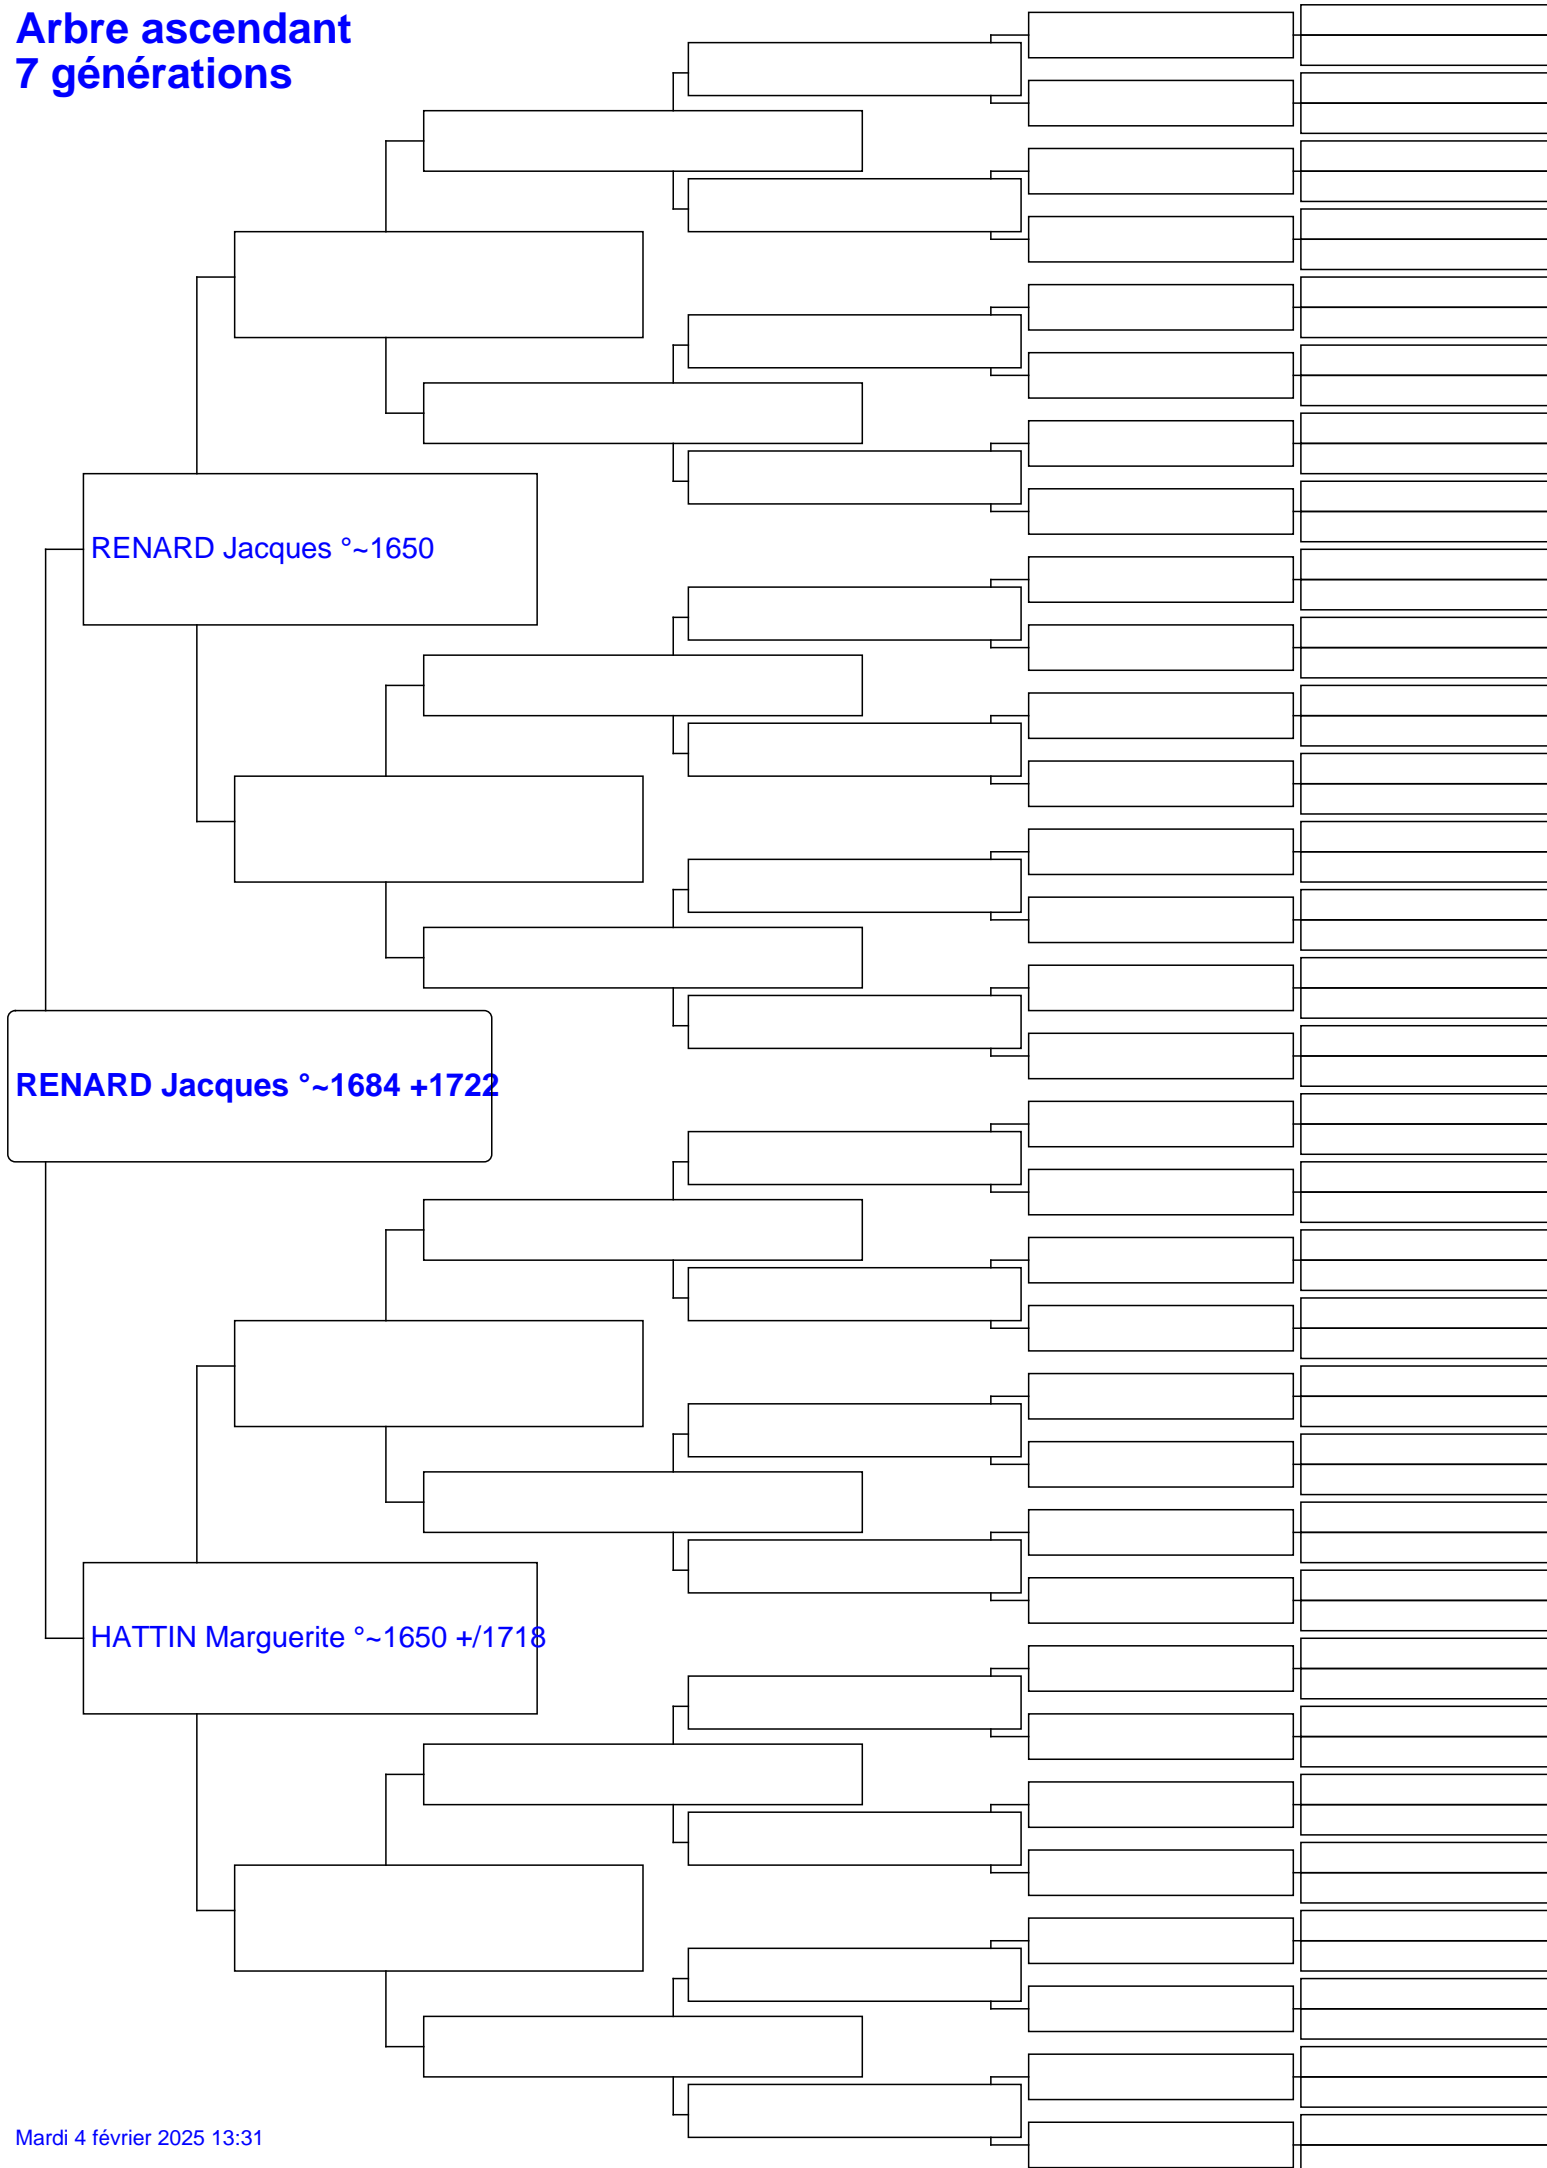 Arbre ascendant
7 générations
RENARD Jacques °~1650
RENARD Jacques °~1684 +1722
HATTIN Marguerite °~1650 +/1718
Mardi 4 février 2025 13:31